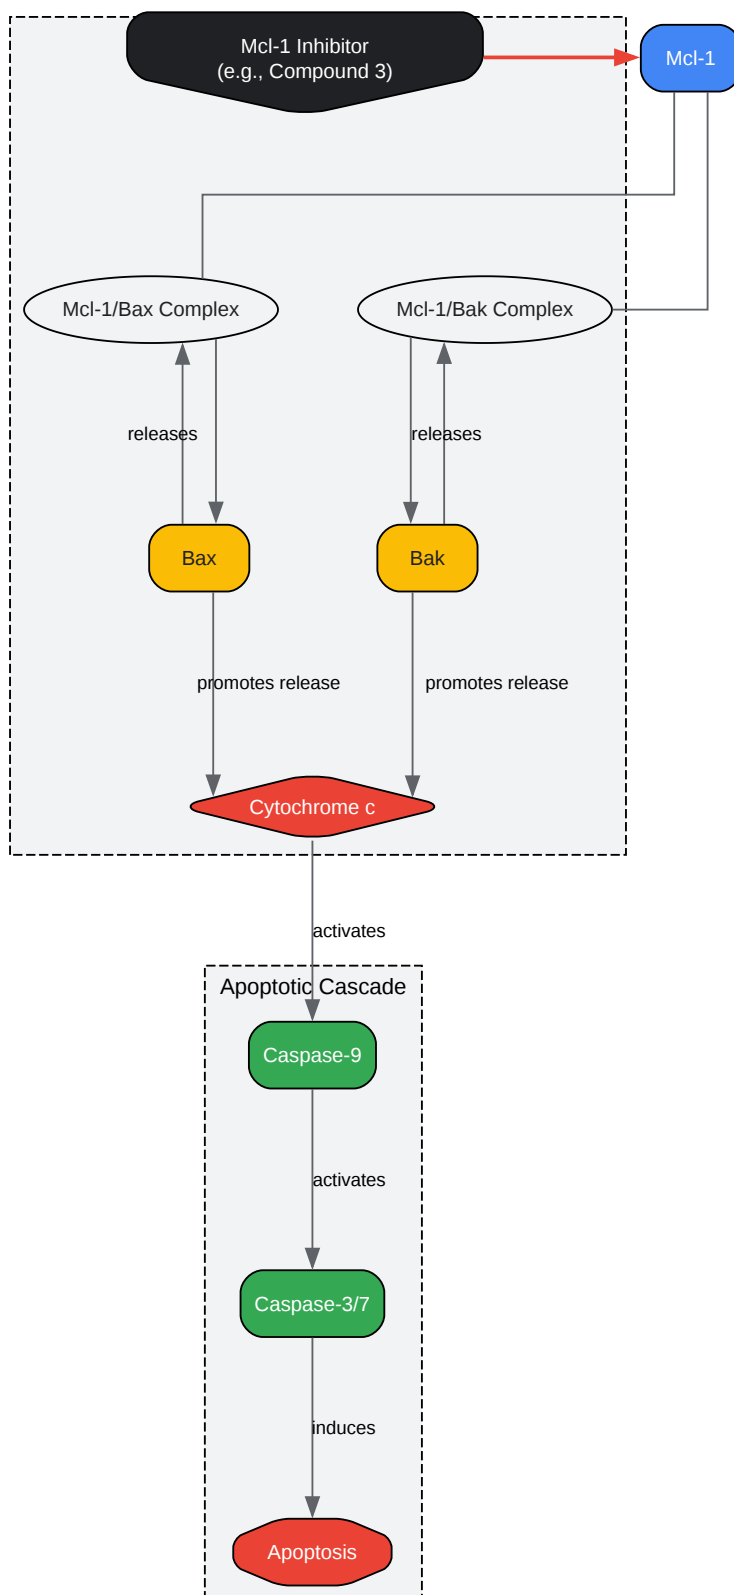 Mcl-1 Inhibitor
(e.g., Compound 3)
Mcl-1
Mcl-1/Bax Complex
Mcl-1/Bak Complex
releases
releases
Bax
Bak
promotes release
promotes release
Cytochrome c
activates
Apoptotic Cascade
Caspase-9
activates
Caspase-3/7
induces
Apoptosis